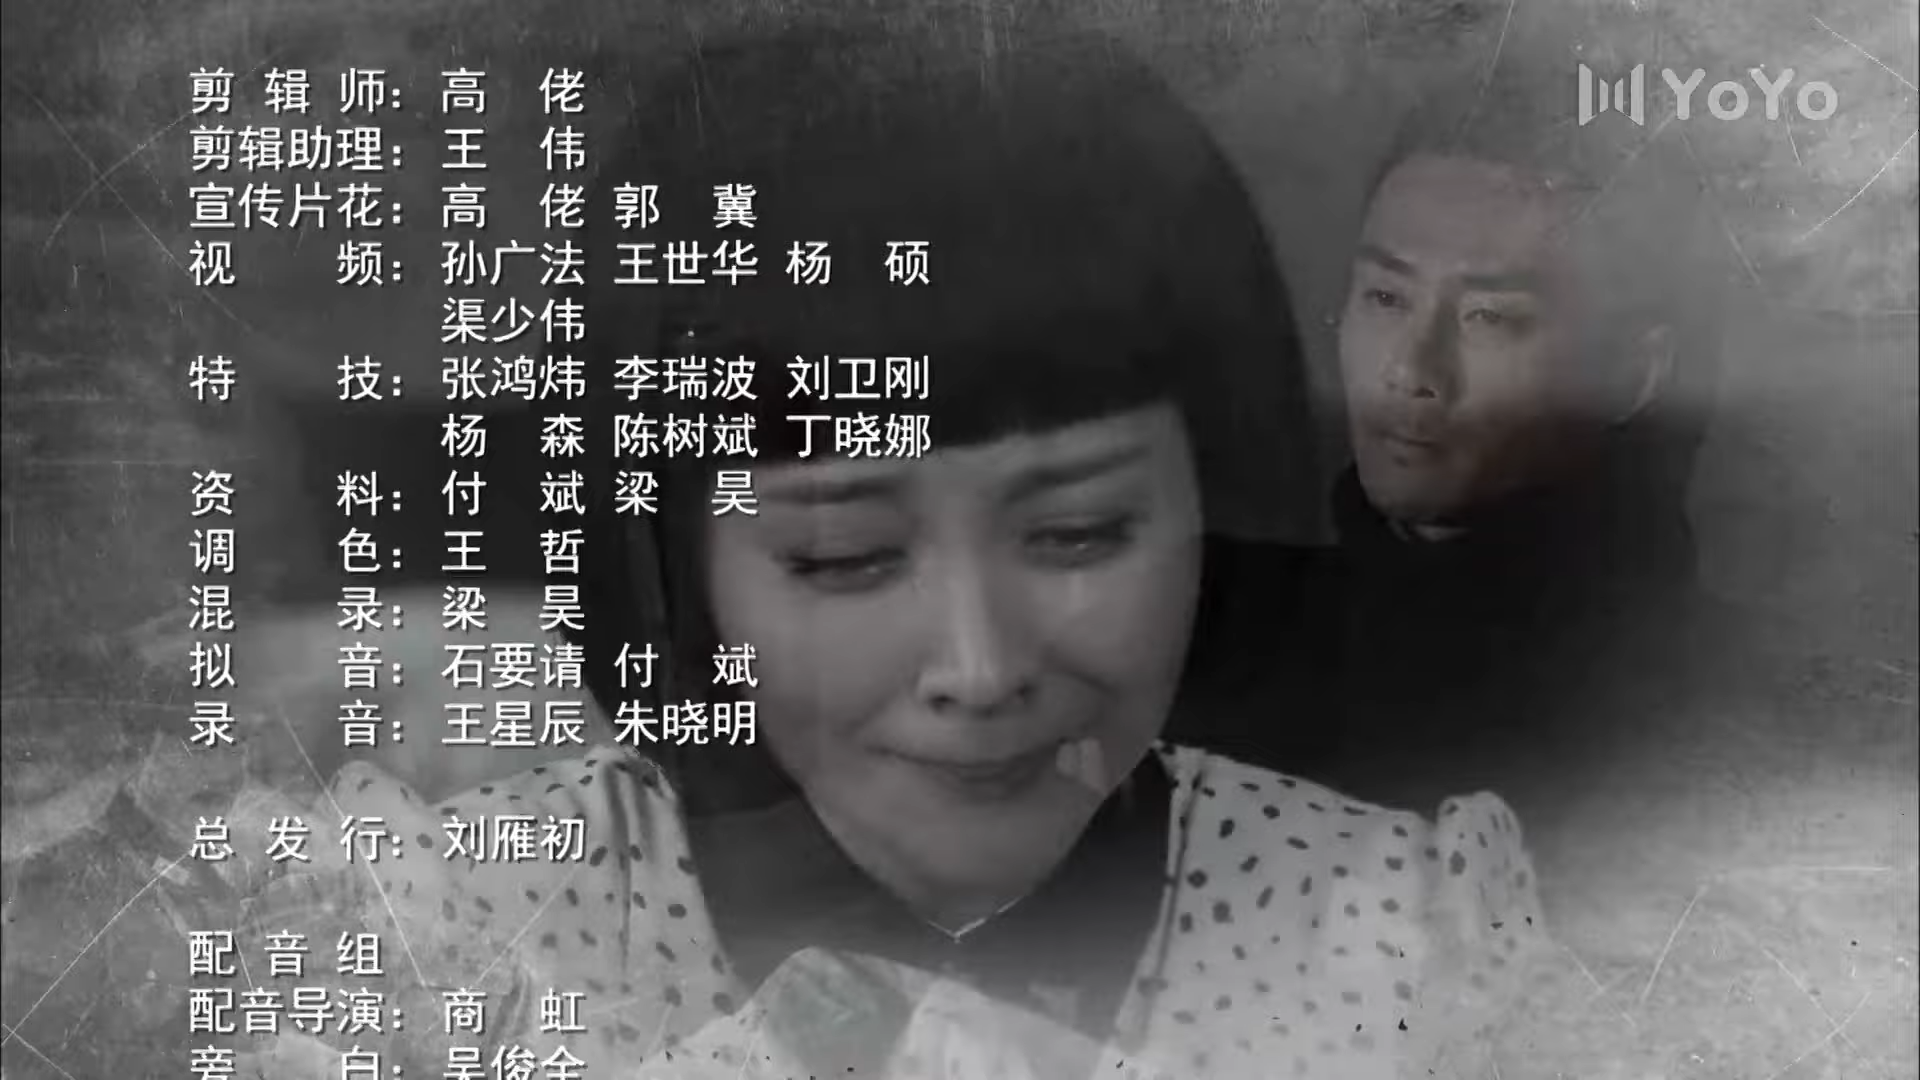 YoYo
剪辑师：高佬
剪辑助理：王伟
宣传片花：高佬 郭冀
视频：孙广法 王世华 杨硕
渠少伟
特技：张鸿炜 李瑞波 刘卫刚
杨森 陈树斌 丁晓娜
资料：付斌 梁昊
调色：王哲
混录：梁昊
拟音：石要请 付斌
录音：王星辰 朱晓明
总发行：刘雁初
配音组
配音导演：商虹
旁白：吴俊全